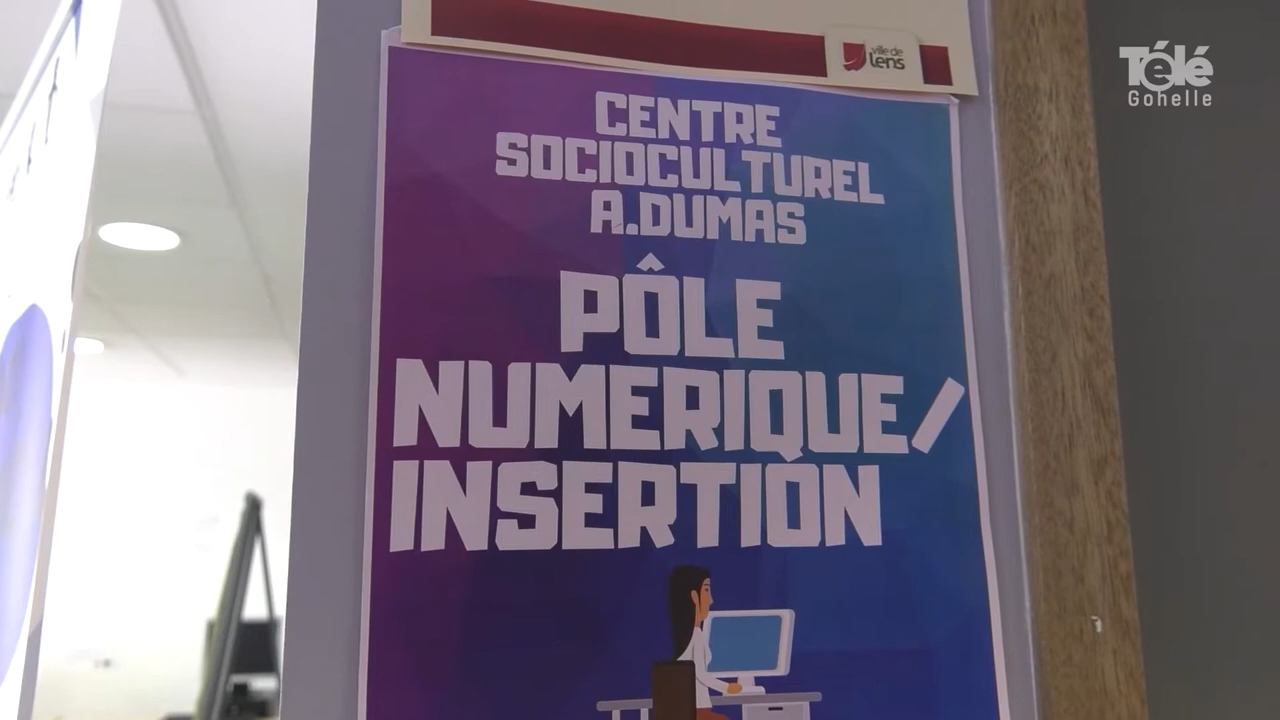 ville de
lens
Télé
Gohelle
CENTRE
SOCIOCULTUREL
A.DUMAS
PÔLE
NUMERIQUE/
INSERTION